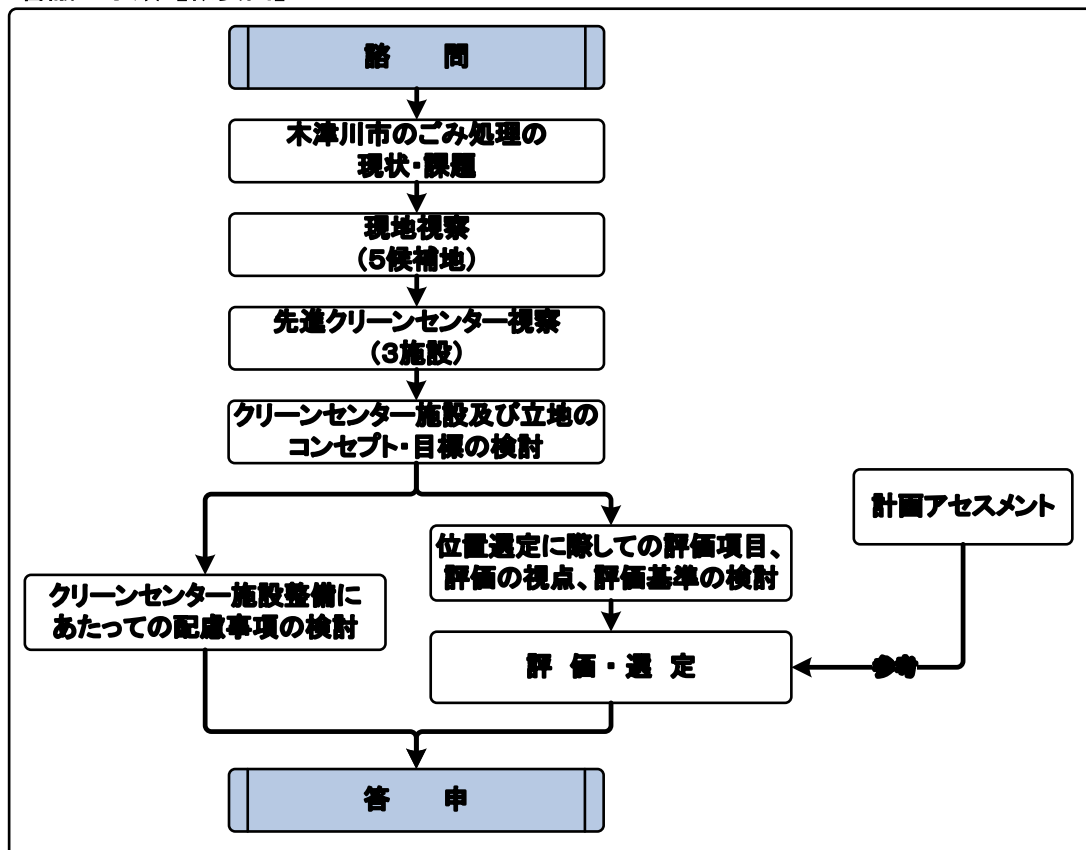 諮 問
木津川市のごみ処理の
現状・課題
現地視察
(5候補地)
先進クリーンセンター視察
(3施設)
クリーンセンター施設及び立地の
コンセプト・目標の検討
計画アセスメント
位置選定に際しての評価項目、
評価の視点、評価基準の検討
クリーンセンター施設整備に
あたっての配慮事項の検討
評 価 ・ 選 定
参考
答 申